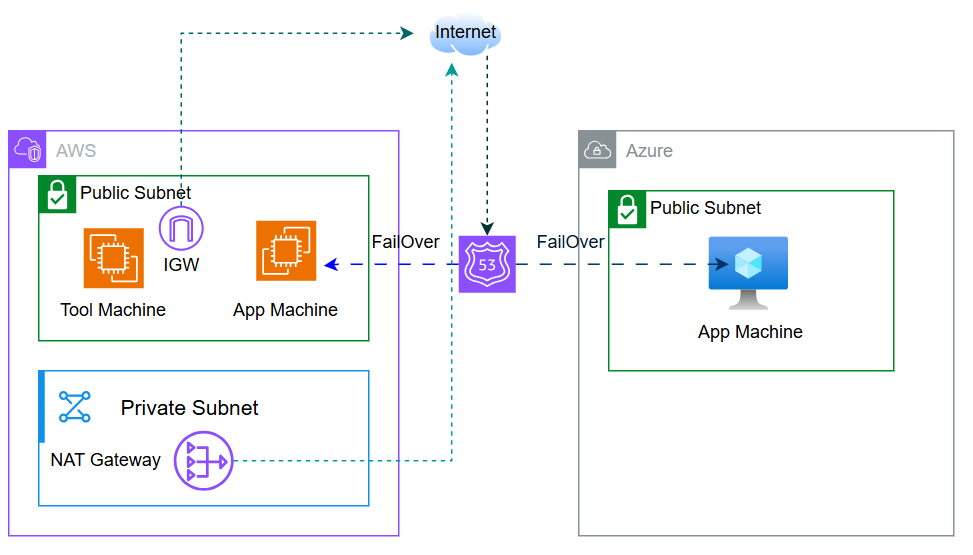 Internet
AWS
Azure
Public Subnet
Public Subnet
FailOver
FailOver
53
IGW
Tool Machine
App Machine
App Machine
Private Subnet
NAT Gateway